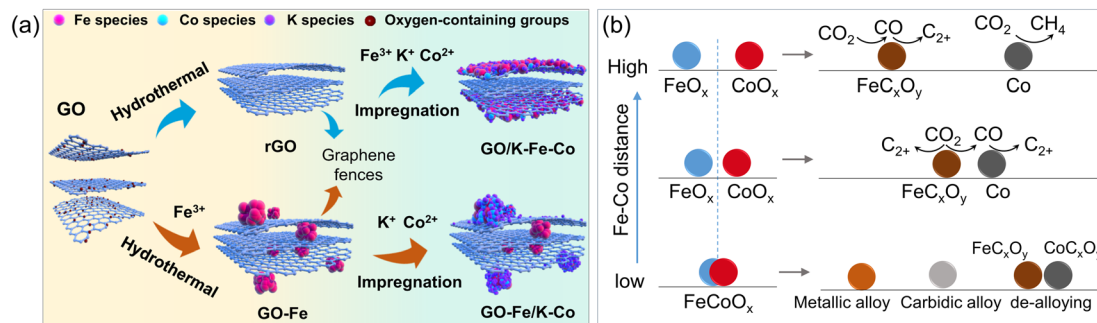 (a)
Fe species
Co species
K species
Oxygen-containing groups
GO
Hydrothermal
rGO
Fe³⁺ K⁺ Co²⁺
Impregnation
GO/K-Fe-Co
Graphene
fences
Fe³⁺
Hydrothermal
GO-Fe
K⁺ Co²⁺
Impregnation
GO-Fe/K-Co
(b)
High
Fe-Co distance
low
FeOₓ
CoOₓ
CO₂
CO
C₂₊
FeCₓOᵧ
CO₂
CH₄
Co
FeOₓ
CoOₓ
C₂₊
CO₂
CO
C₂₊
FeCₓOᵧ
Co
FeCoOₓ
Metallic alloy
Carbidic alloy
FeCₓOᵧ
CoCₓOᵧ
de-alloying